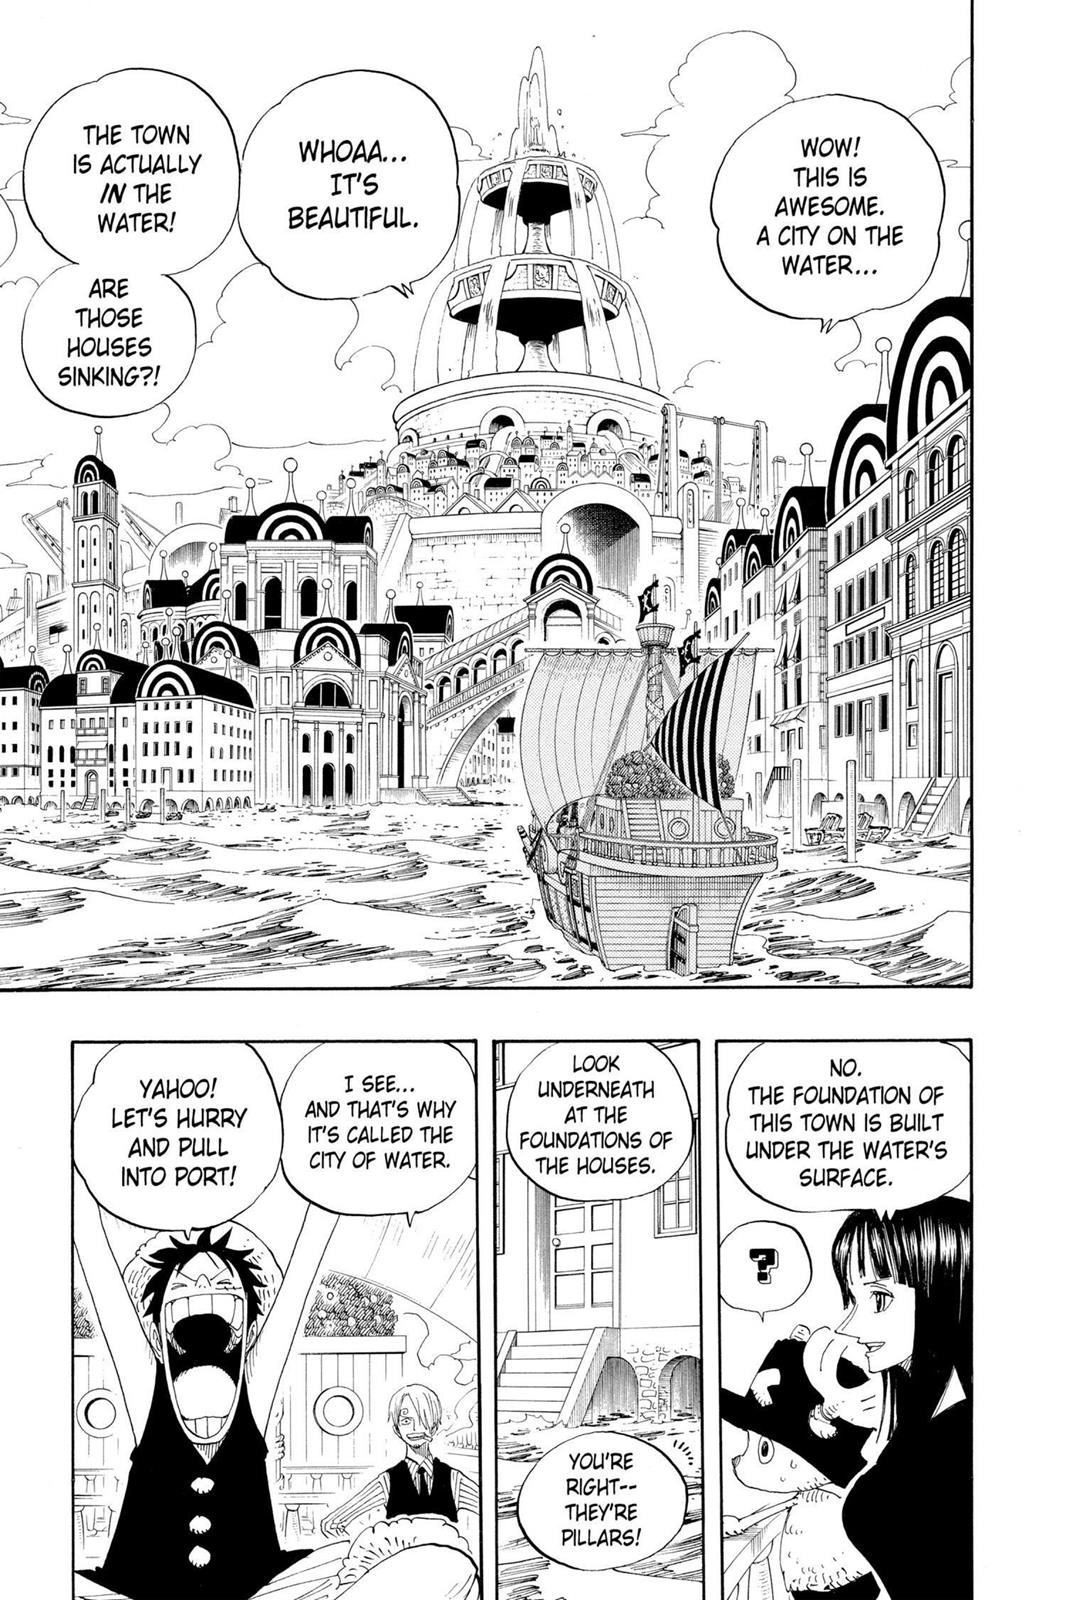 WOW!
THIS IS
AWESOME.
A CITY ON THE
WATER...
WHOAA...
IT'S
BEAUTIFUL.
THE TOWN
IS ACTUALLY
IN THE
WATER!
ARE
THOSE
HOUSES
SINKING?!
NO.
THE FOUNDATION OF
THIS TOWN IS BUILT
UNDER THE WATER'S
SURFACE.
?
LOOK
UNDERNEATH
AT THE
FOUNDATIONS OF
THE HOUSES.
YOU'RE
RIGHT--
THEY'RE
PILLARS!
I SEE...
AND THAT'S WHY
IT'S CALLED THE
CITY OF WATER.
YAHOO!
LET'S HURRY
AND PULL
INTO PORT!